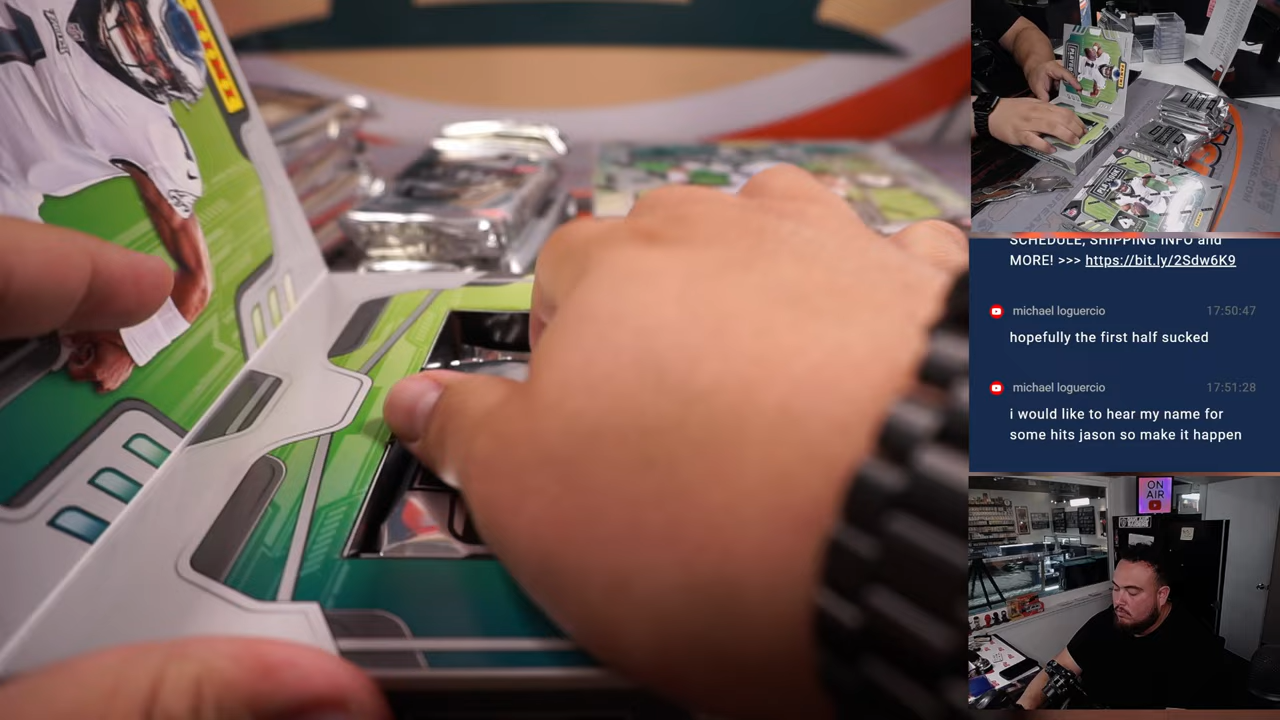 SCHEDULE, SHIPPING INFO and
MORE! >>> https://bit.ly/2Sdw6K9
michael loguercio 17:50:47
hopefully the first half sucked
michael loguercio 17:51:28
i would like to hear my name for
some hits jason so make it happen
ON
AIR